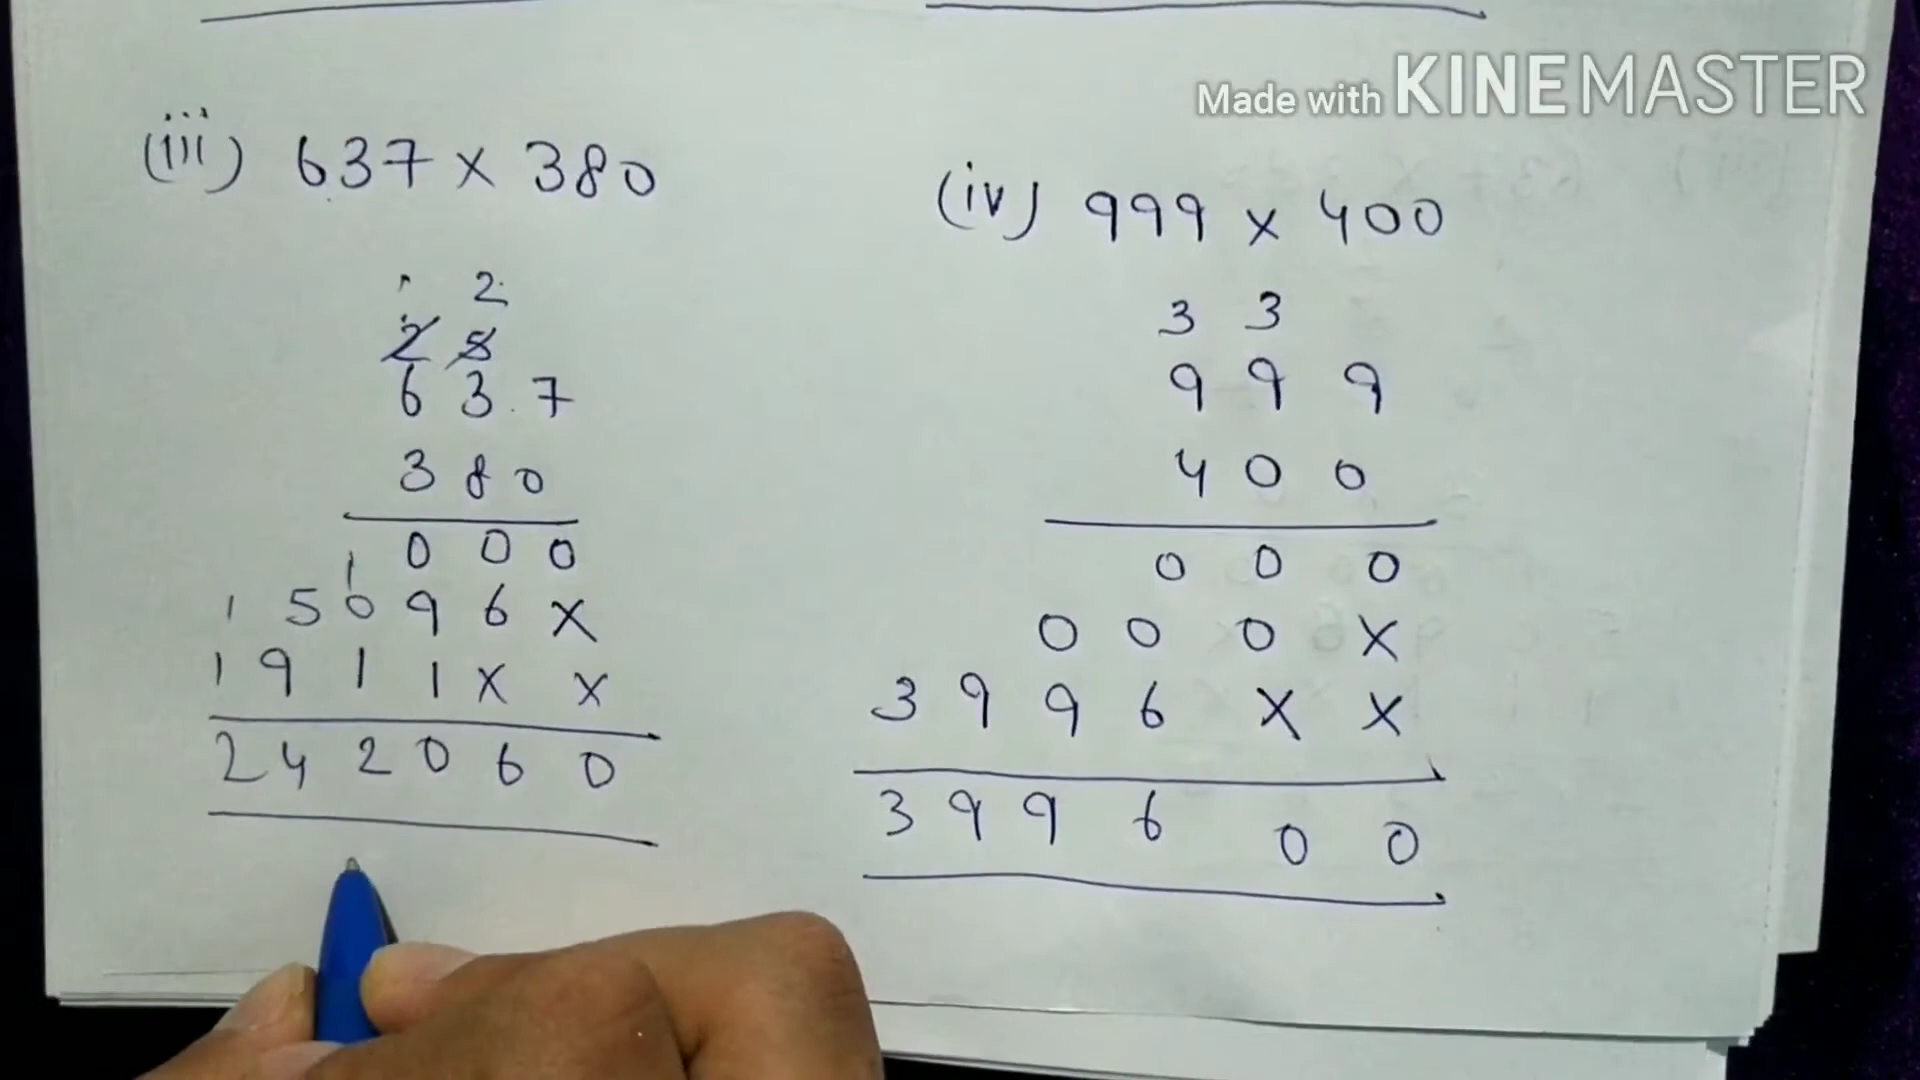 Made with KINEMASTER
(iii) 637 x 380
2
2 5
6 3 7
3 8 0
0 0 0
1
1 5 0 9 6 x
1 9 1 1 x x
2 4 2 0 6 0
(iv) 999 x 400
3 3
9 9 9
4 0 0
0 0 0
0 0 0 x
3 9 9 6 x x
3 9 9 6 0 0